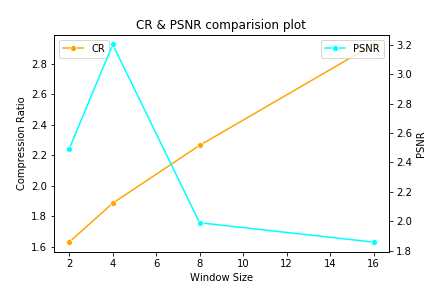 CR & PSNR comparision plot
CR
PSNR
Compression Ratio
2.8
2.6
2.4
2.2
2.0
1.8
1.6
3.2
3.0
2.8
2.6
2.4
2.2
2.0
1.8
PSNR
2 4 6 8 10 12 14 16
Window Size